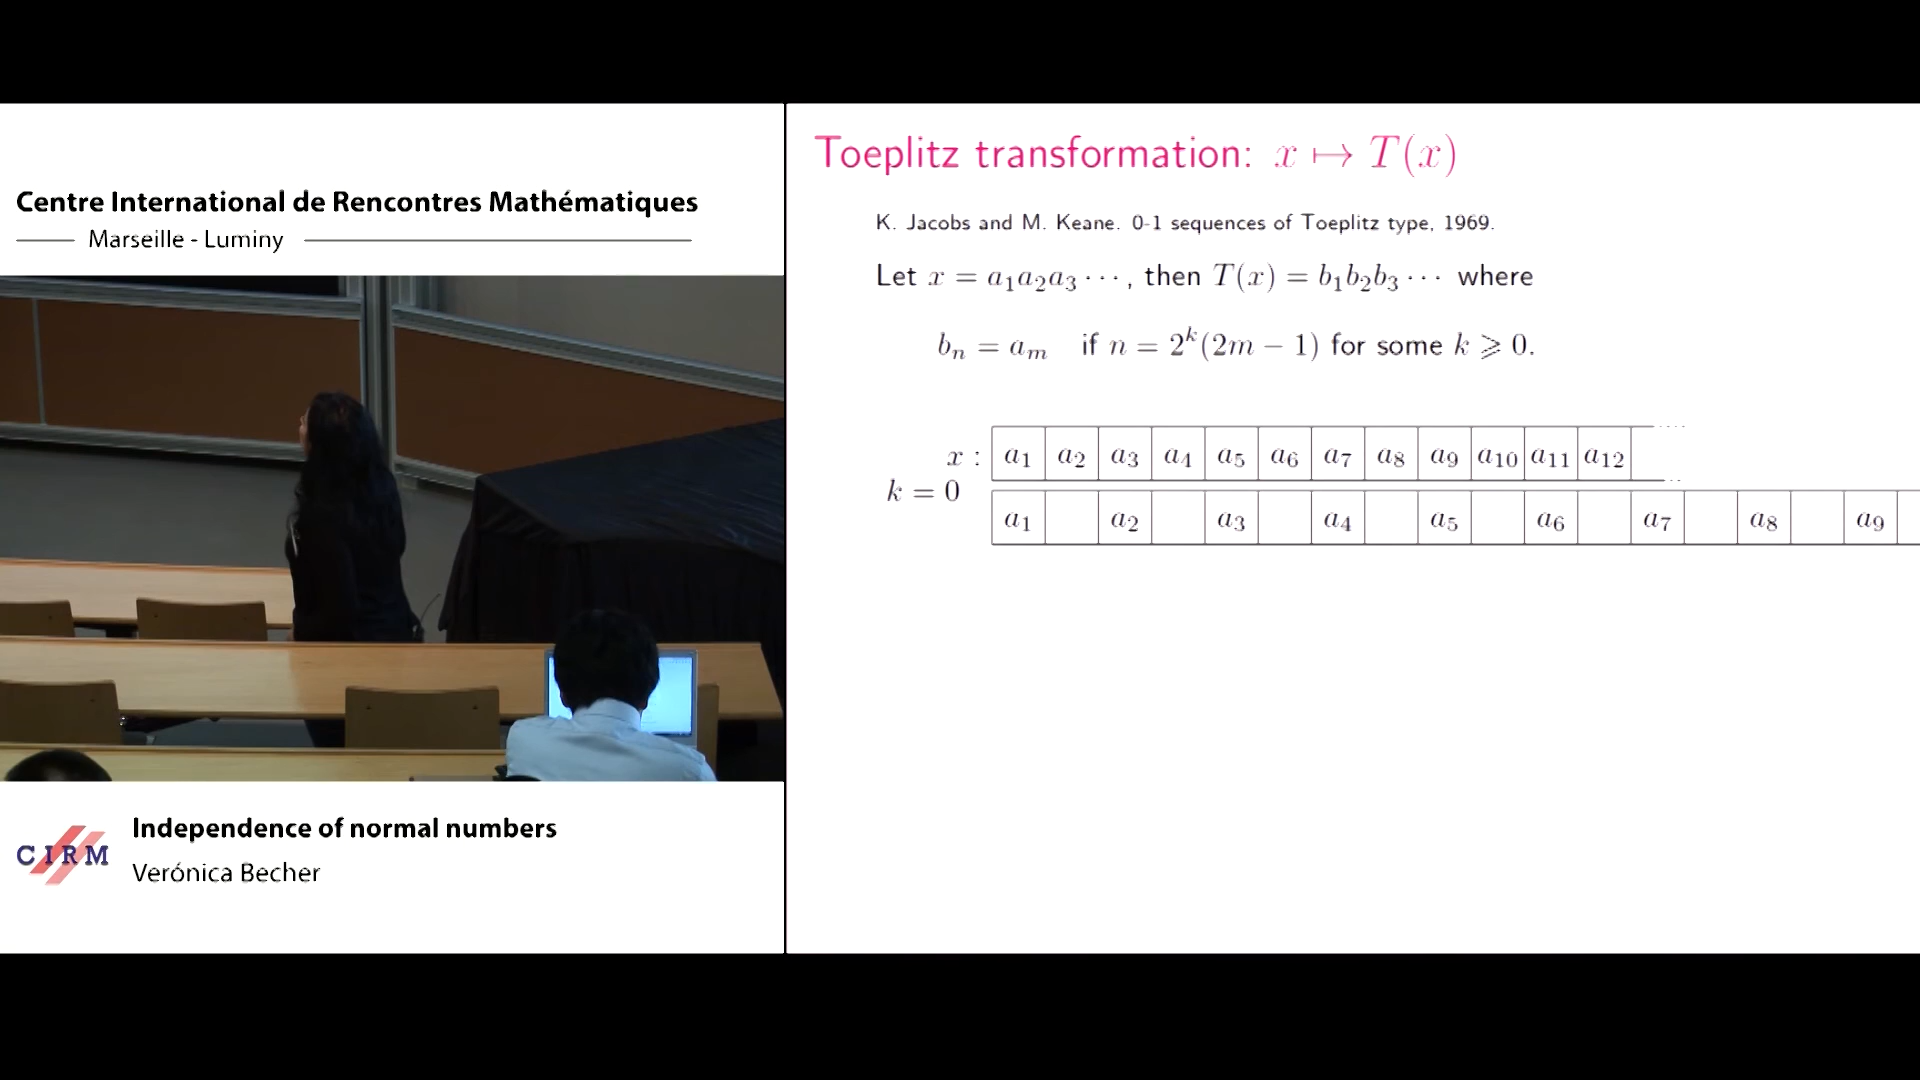 Centre International de Rencontres Mathématiques
Marseille - Luminy
CIRM
Independence of normal numbers
Verónica Becher
Toeplitz transformation: x ↦ T(x)
K. Jacobs and M. Keane. 0-1 sequences of Toeplitz type, 1969.
Let x = a₁a₂a₃ ··· , then T(x) = b₁b₂b₃ ··· where
bₙ = aₘ if n = 2ᵏ(2m − 1) for some k ⩾ 0.
x : a₁ a₂ a₃ a₄ a₅ a₆ a₇ a₈ a₉ a₁₀ a₁₁ a₁₂
k = 0
a₁ a₂ a₃ a₄ a₅ a₆ a₇ a₈ a₉